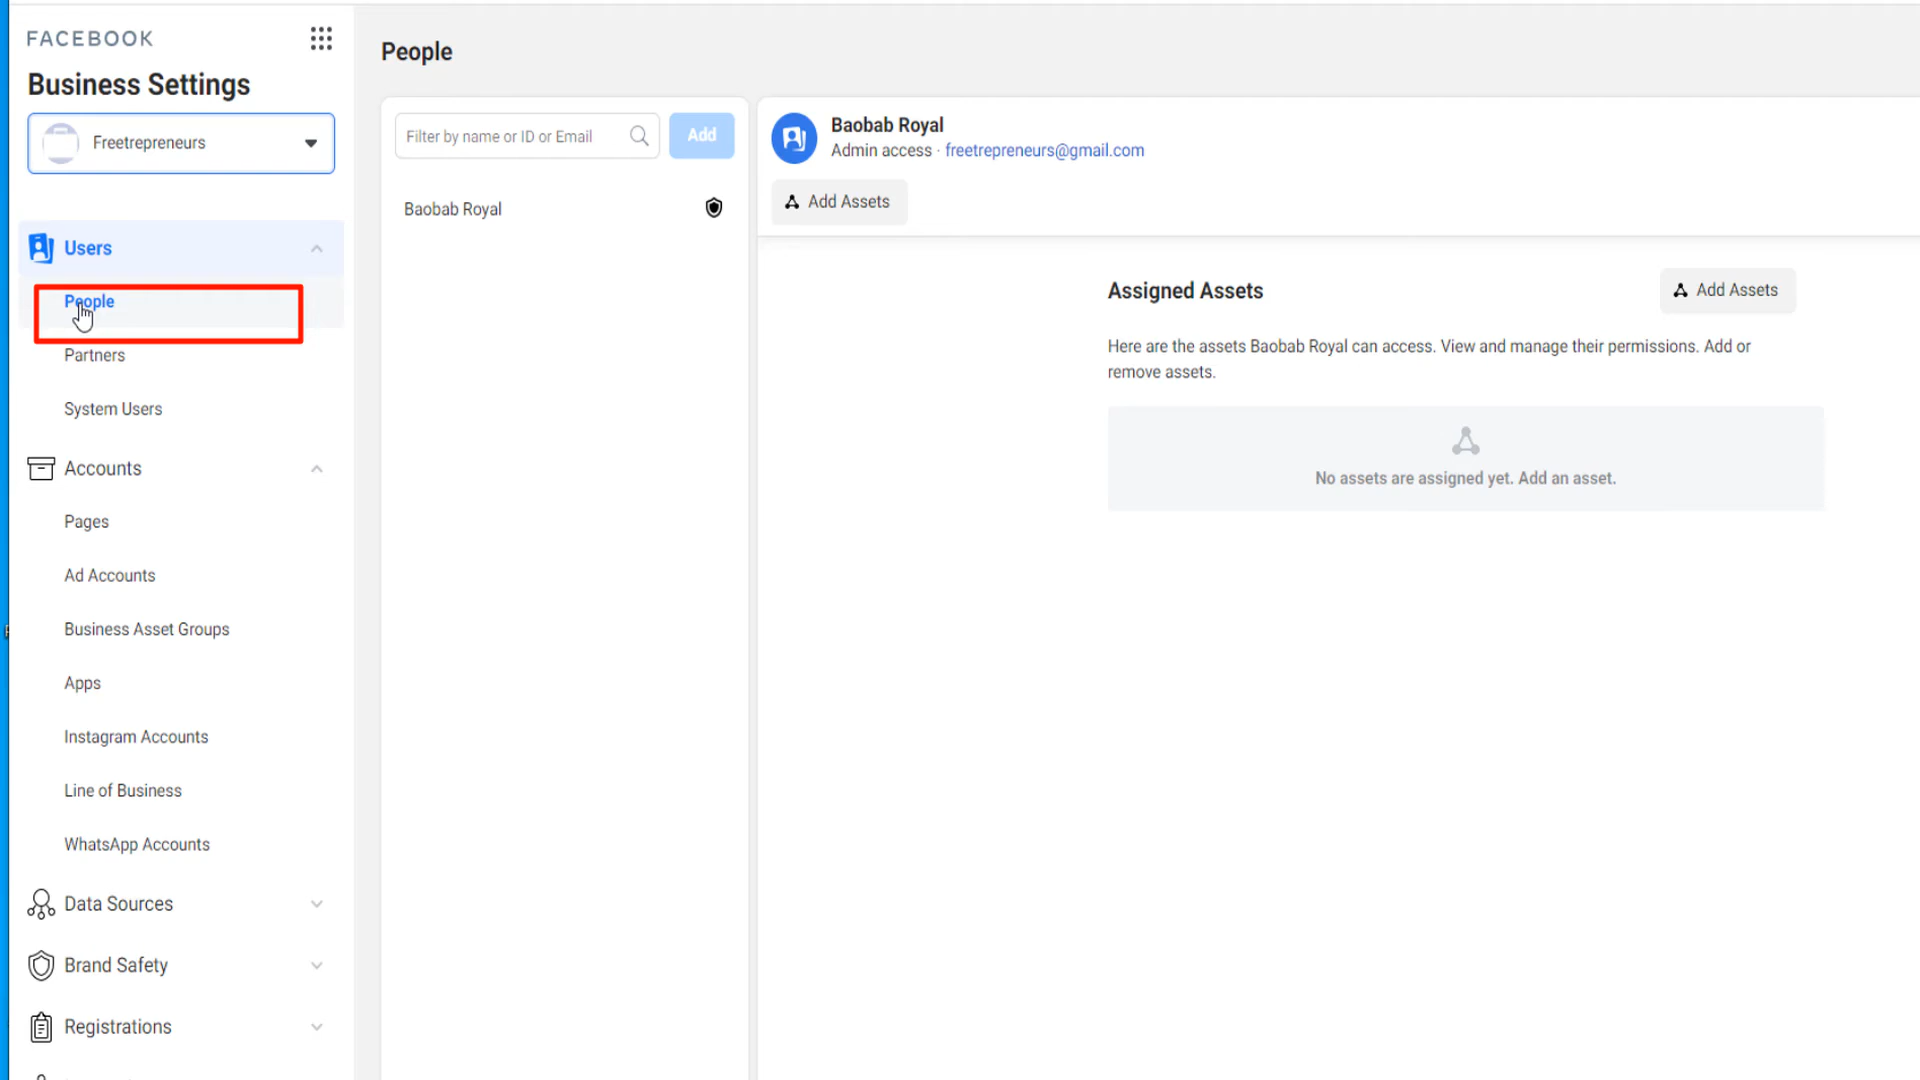 FACEBOOK
Business Settings
Freetrepreneurs
Users
People
Partners
System Users
Accounts
Pages
Ad Accounts
Business Asset Groups
Apps
Instagram Accounts
Line of Business
WhatsApp Accounts
Data Sources
Brand Safety
Registrations
People
Filter by name or ID or Email
Add
Baobab Royal
Baobab Royal
Admin access · freetrepreneurs@gmail.com
Add Assets
Assigned Assets
Add Assets
Here are the assets Baobab Royal can access. View and manage their permissions. Add or
remove assets.
No assets are assigned yet. Add an asset.